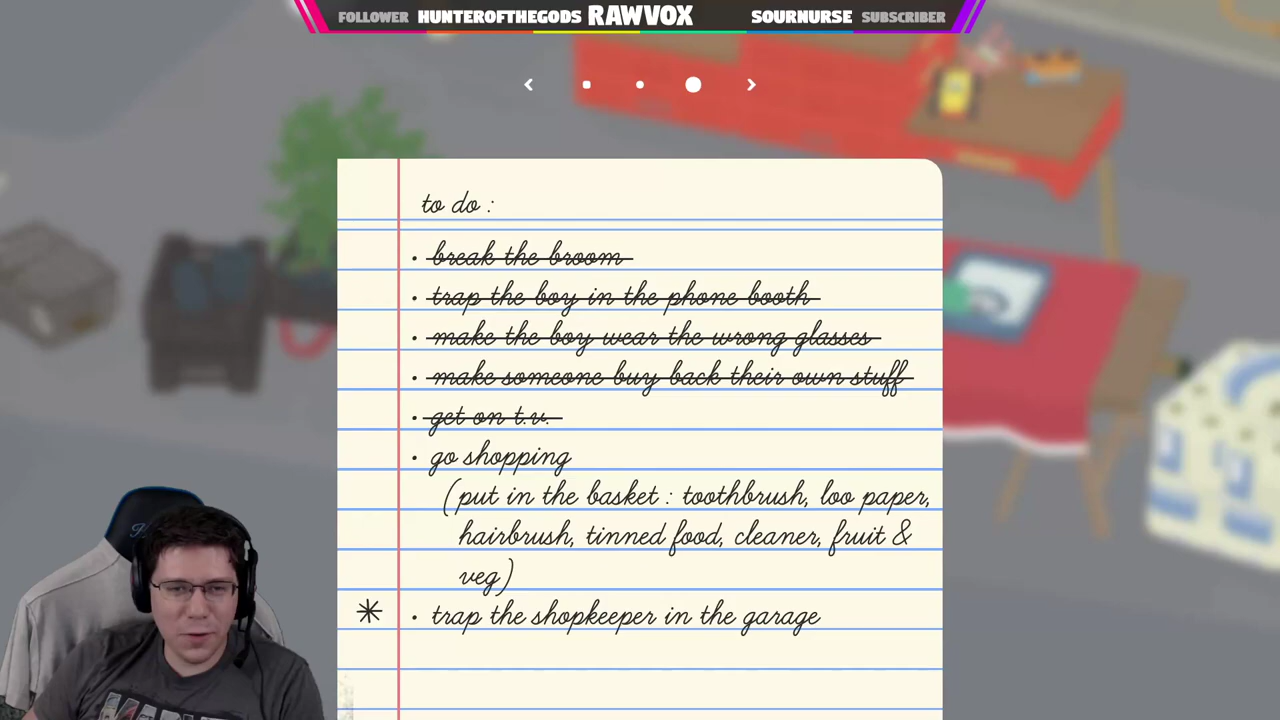 FOLLOWER HUNTEROFTHEGODS RAWVOX SOURNURSE SUBSCRIBER
to do :
• break the broom
• trap the boy in the phone booth
• make the boy wear the wrong glasses
• make someone buy back their own stuff
• get on t.v.
• go shopping
(put in the basket : toothbrush, loo paper,
hairbrush, tinned food, cleaner, fruit &
veg)
• trap the shopkeeper in the garage